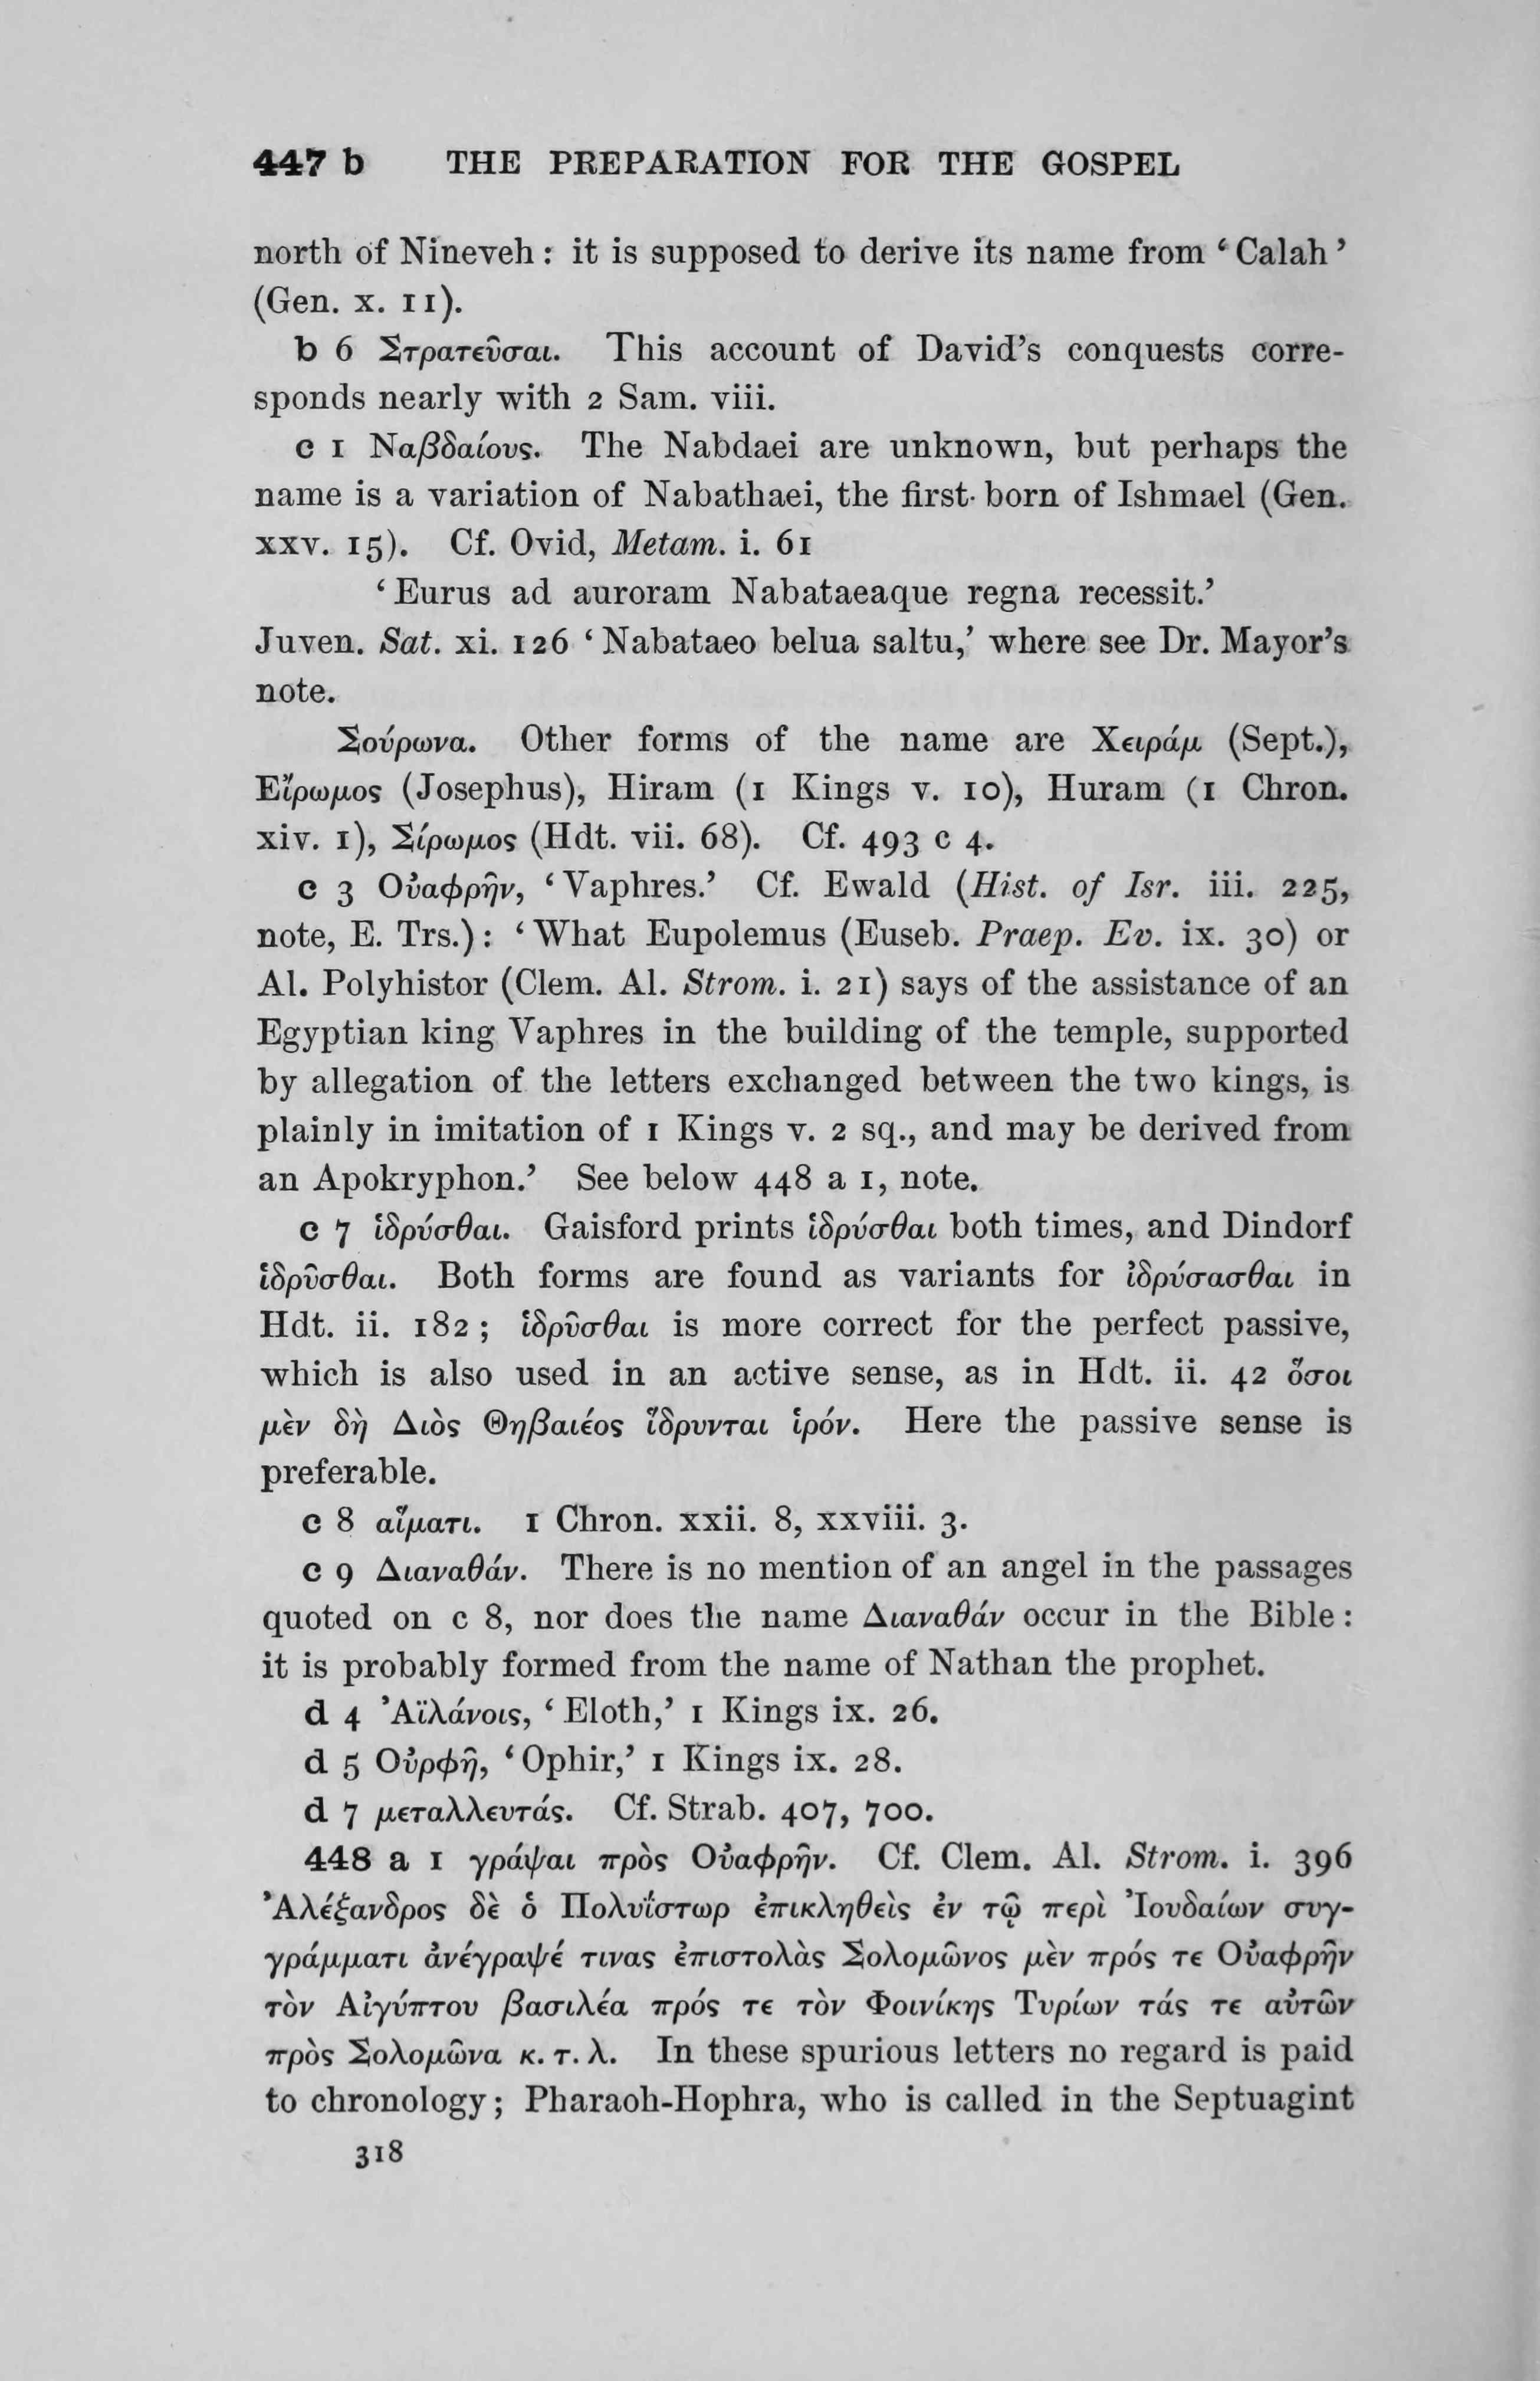 447 b THE PREPARATION FOR THE GOSPEL
north of Nineveh : it is supposed to derive its name from ‘ Calah ’
(Gen. x. 11).
b 6 Στρατεῦσαι. This account of David’s conquests corre-
sponds nearly with 2 Sam. viii.
c 1 Ναβδαίους. The Nabdaei are unknown, but perhaps the
name is a variation of Nabathaei, the first-born of Ishmael (Gen.
xxv. 15). Cf. Ovid, Metam. i. 61
‘ Eurus ad auroram Nabataeaque regna recessit.’
Juven. Sat. xi. 126 ‘ Nabataeo belua saltu,’ where see Dr. Mayor’s
note.
Σούρωνα. Other forms of the name are Χειράμ (Sept.),
Εἵρωμος (Josephus), Hiram (1 Kings v. 10), Huram (1 Chron.
xiv. 1), Σίρωμος (Hdt. vii. 68). Cf. 493 c 4.
c 3 Οὐαφρῆν, ‘ Vaphres.’ Cf. Ewald (Hist. of Isr. iii. 225,
note, E. Trs.) : ‘ What Eupolemus (Euseb. Praep. Ev. ix. 30) or
Al. Polyhistor (Clem. Al. Strom. i. 21) says of the assistance of an
Egyptian king Vaphres in the building of the temple, supported
by allegation of the letters exchanged between the two kings, is
plainly in imitation of 1 Kings v. 2 sq., and may be derived from
an Apokryphon.’ See below 448 a 1, note.
c 7 ἱδρύσθαι. Gaisford prints ἱδρύσθαι both times, and Dindorf
ἱδρῦσθαι. Both forms are found as variants for ἱδρύσασθαι in
Hdt. ii. 182 ; ἱδρῦσθαι is more correct for the perfect passive,
which is also used in an active sense, as in Hdt. ii. 42 ὅσοι
μὲν δὴ Διὸς Θηβαιέος ἵδρυνται ἱρόν. Here the passive sense is
preferable.
c 8 αἵματι. 1 Chron. xxii. 8, xxviii. 3.
c 9 Διαναθάν. There is no mention of an angel in the passages
quoted on c 8, nor does the name Διαναθάν occur in the Bible :
it is probably formed from the name of Nathan the prophet.
d 4 Ἀϊλάνοις, ‘ Eloth,’ 1 Kings ix. 26.
d 5 Οὐρφῆ, ‘ Ophir,’ 1 Kings ix. 28.
d 7 μεταλλευτάς. Cf. Strab. 407, 700.
448 a 1 γράψαι πρὸς Οὐαφρῆν. Cf. Clem. Al. Strom. i. 396
Ἀλέξανδρος δὲ ὁ Πολυΐστωρ ἐπικληθεὶς ἐν τῷ περὶ Ἰουδαίων συγ-
γράμματι ἀνέγραψέ τινας ἐπιστολὰς Σολομῶνος μὲν πρός τε Οὐαφρῆν
τὸν Αἰγύπτου βασιλέα πρός τε τὸν Φοινίκης Τυρίων τάς τε αὐτῶν
πρὸς Σολομῶνα κ. τ. λ. In these spurious letters no regard is paid
to chronology ; Pharaoh-Hophra, who is called in the Septuagint
318